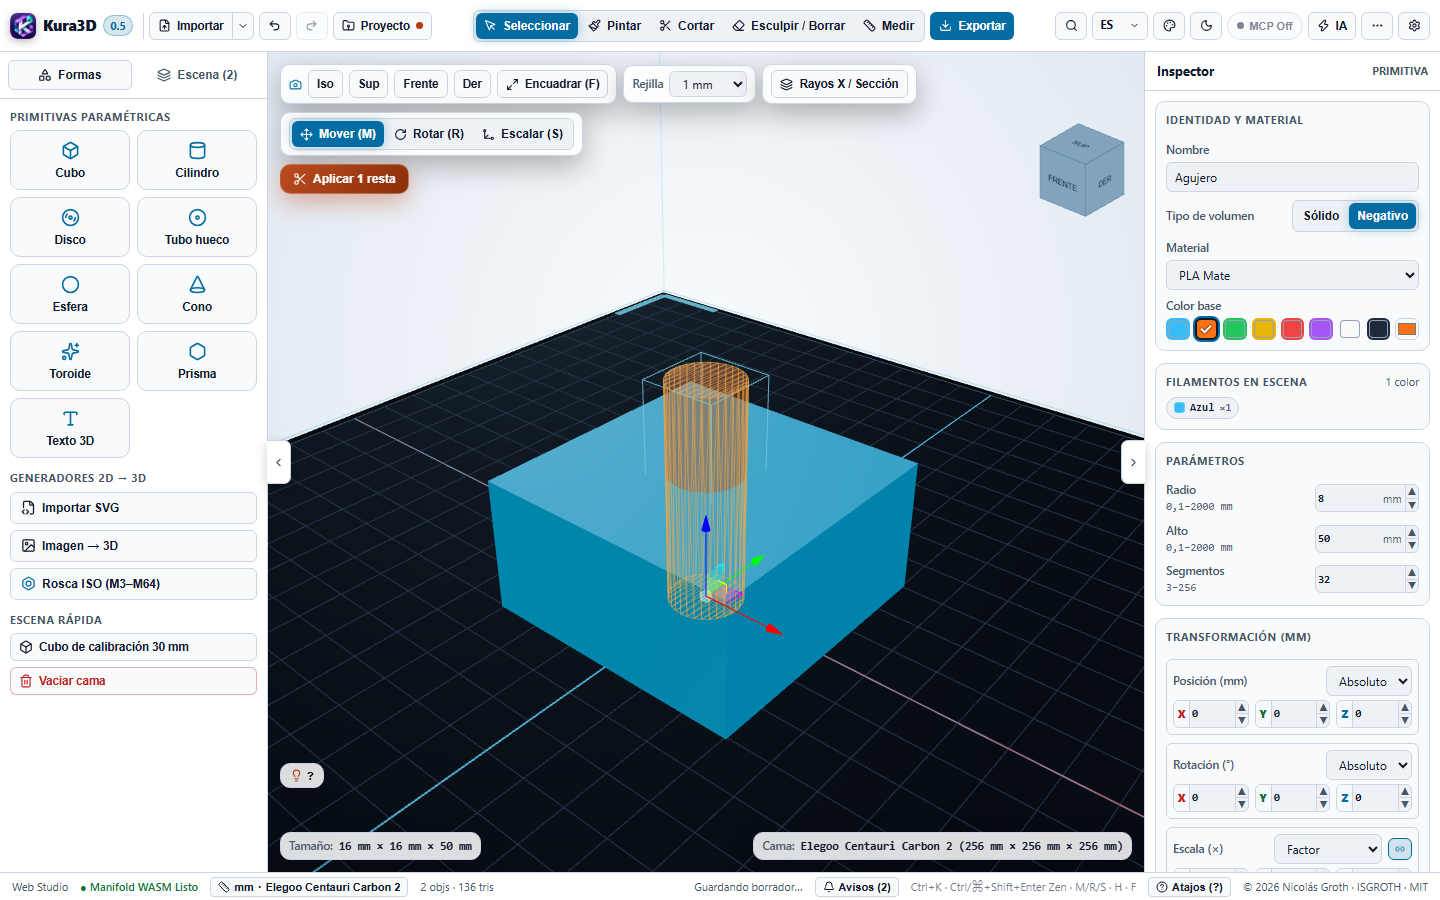 Kura3D 0.5 Importar Proyecto Seleccionar Pintar Cortar Esculpir / Borrar Medir Exportar ES MCP Off IA
Formas Escena (2)
PRIMITIVAS PARAMÉTRICAS
Cubo Cilindro
Disco Tubo hueco
Esfera Cono
Toroide Prisma
Texto 3D
GENERADORES 2D → 3D
Importar SVG
Imagen → 3D
Rosca ISO (M3–M64)
ESCENA RÁPIDA
Cubo de calibración 30 mm
Vaciar cama
Iso Sup Frente Der Encuadrar (F) Rejilla 1 mm Rayos X / Sección
Mover (M) Rotar (R) Escalar (S)
Aplicar 1 resta
SUP
FRENTE DER
?
Tamaño: 16 mm × 16 mm × 50 mm
Cama: Elegoo Centauri Carbon 2 (256 mm × 256 mm × 256 mm)
Inspector PRIMITIVA
IDENTIDAD Y MATERIAL
Nombre
Agujero
Tipo de volumen Sólido Negativo
Material
PLA Mate
Color base
FILAMENTOS EN ESCENA 1 color
Azul ×1
PARÁMETROS
Radio
0,1–2000 mm
8 mm
Alto
0,1–2000 mm
50 mm
Segmentos
3–256
32
TRANSFORMACIÓN (MM)
Posición (mm) Absoluto
X 0 Y 0 Z 0
Rotación (°) Absoluto
X 0 Y 0 Z 0
Escala (×) Factor
Web Studio Manifold WASM Listo mm · Elegoo Centauri Carbon 2 2 objs · 136 tris Guardando borrador... Avisos (2) Ctrl+K · Ctrl/⌘+Shift+Enter Zen · M/R/S · H · F Atajos (?) © 2026 Nicolás Groth · ISGROTH · MIT